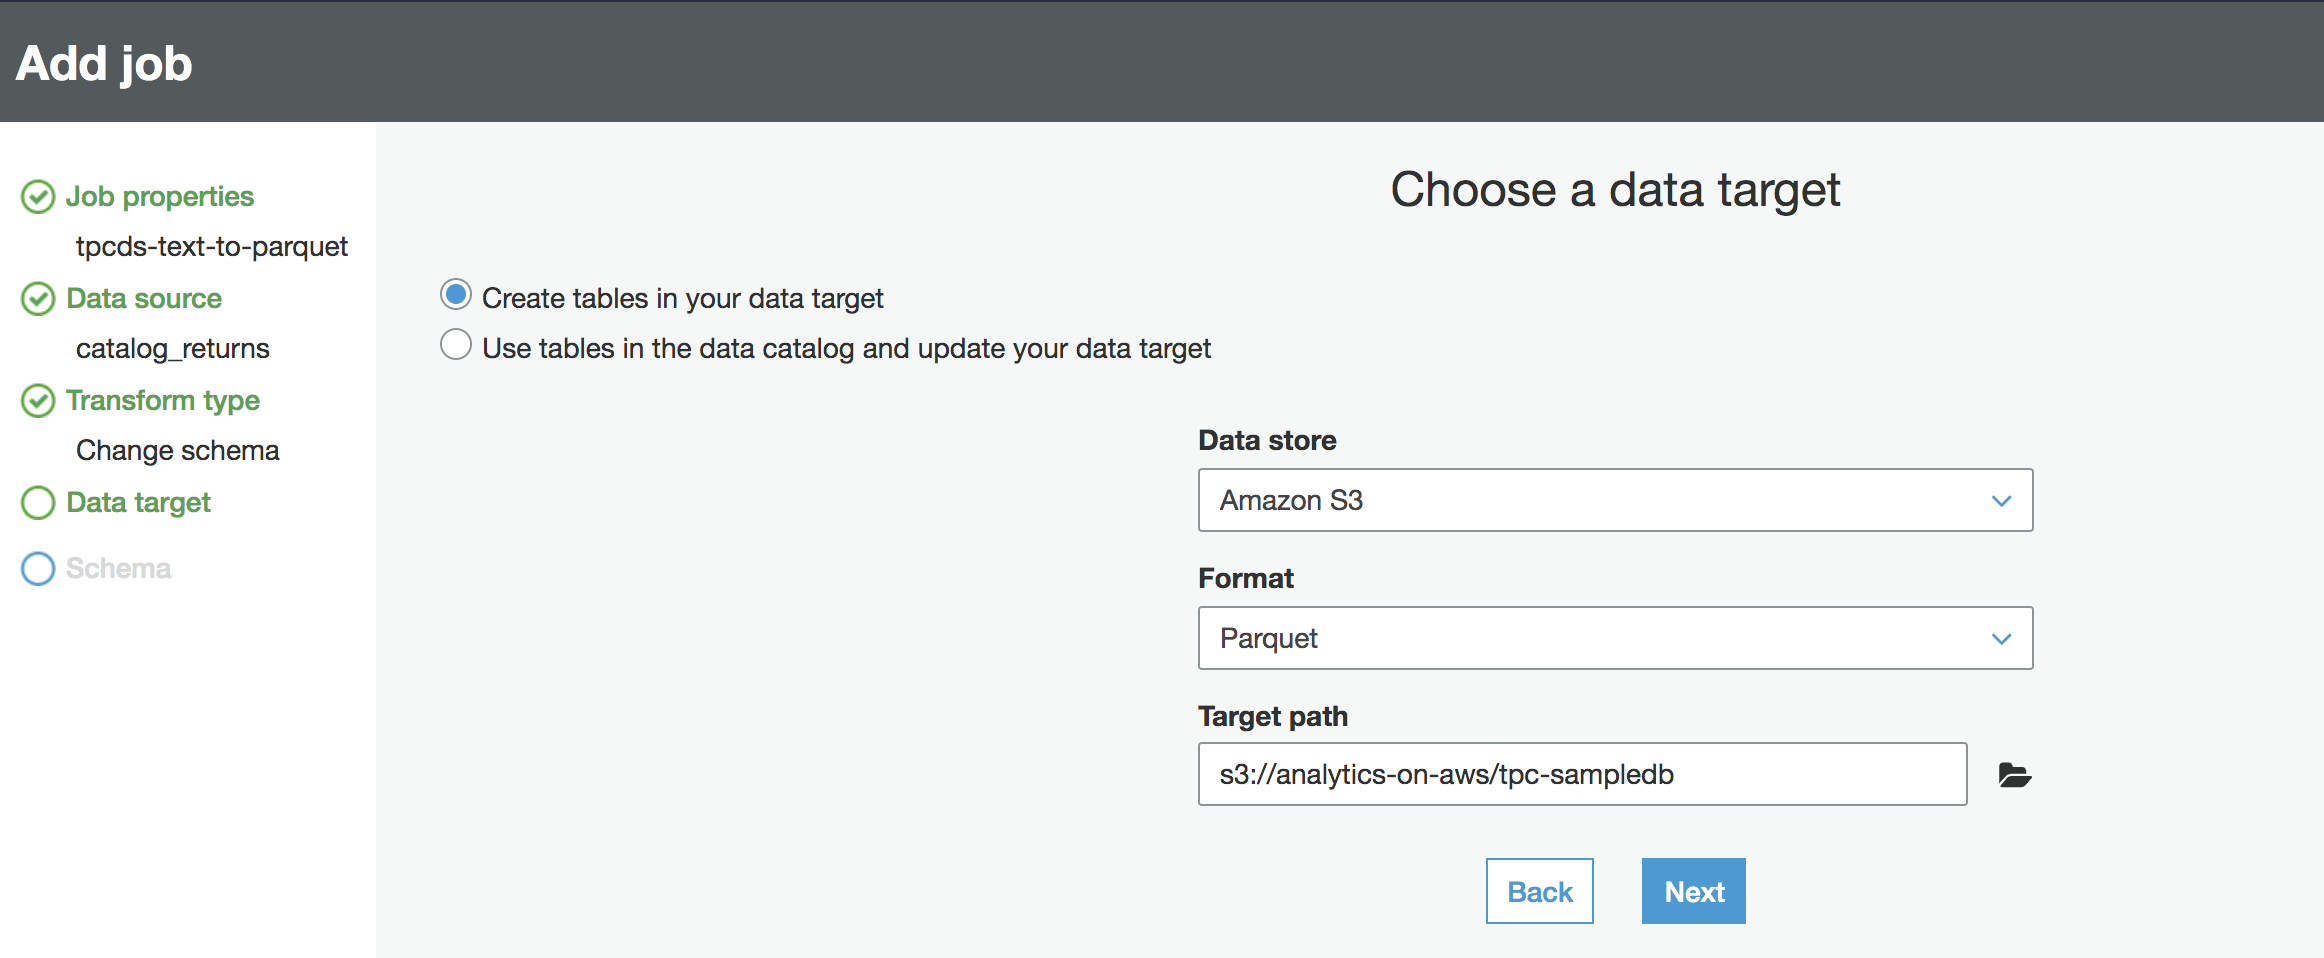 Add job
Job properties
tpcds-text-to-parquet
Data source
catalog_returns
Transform type
Change schema
Data target
Schema
Choose a data target
Create tables in your data target
Use tables in the data catalog and update your data target
Data store
Amazon S3
Format
Parquet
Target path
s3://analytics-on-aws/tpc-sampledb
Back
Next